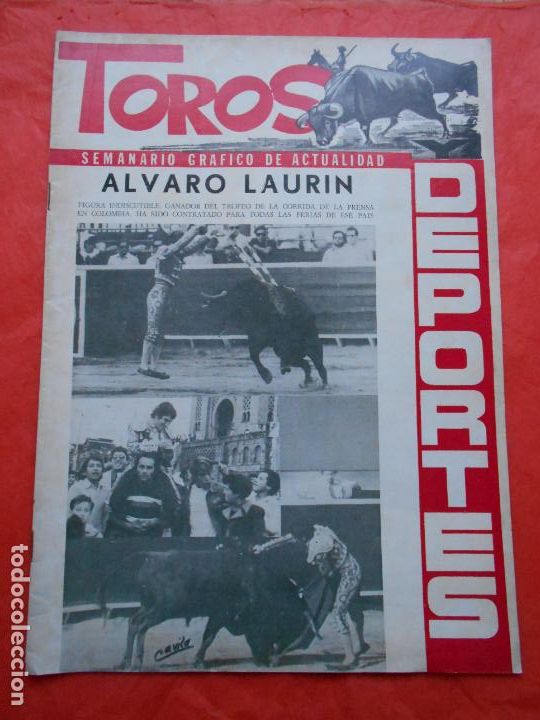 TOROS
SEMANARIO GRAFICO DE ACTUALIDAD
ALVARO LAURIN
FIGURA INDISCUTIBLE. GANADOR DEL TROFEO DE LA CORRIDA DE LA PRENSA
EN COLOMBIA. HA SIDO CONTRATADO PARA TODAS LAS FERIAS DE ESE PAIS
DEPORTES
todocoleccion.net